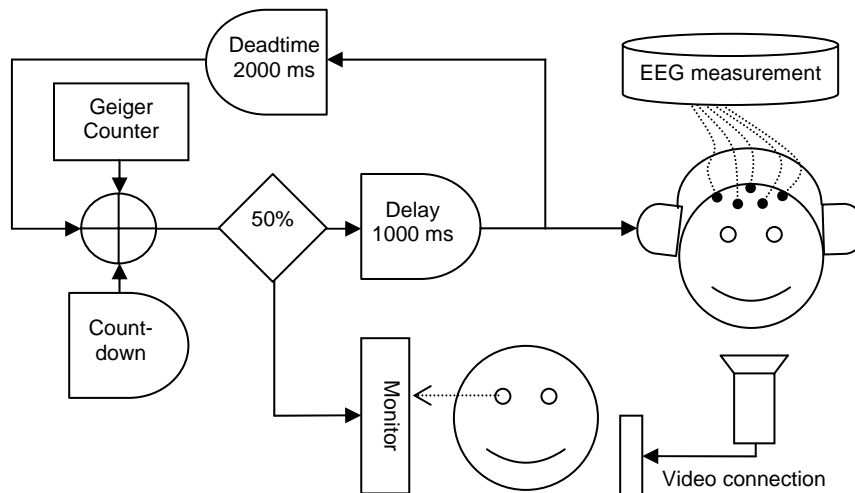 Deadtime
2000 ms
EEG measurement
Geiger
Counter
50%
Delay
1000 ms
Count-
down
Monitor
Video connection